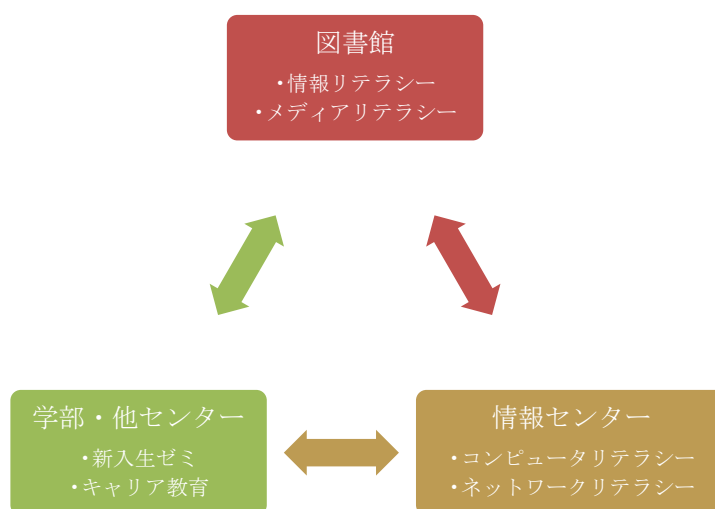 図書館
・情報リテラシー
・メディアリテラシー
学部・他センター
・新入生ゼミ
・キャリア教育
情報センター
・コンピュータリテラシー
・ネットワークリテラシー